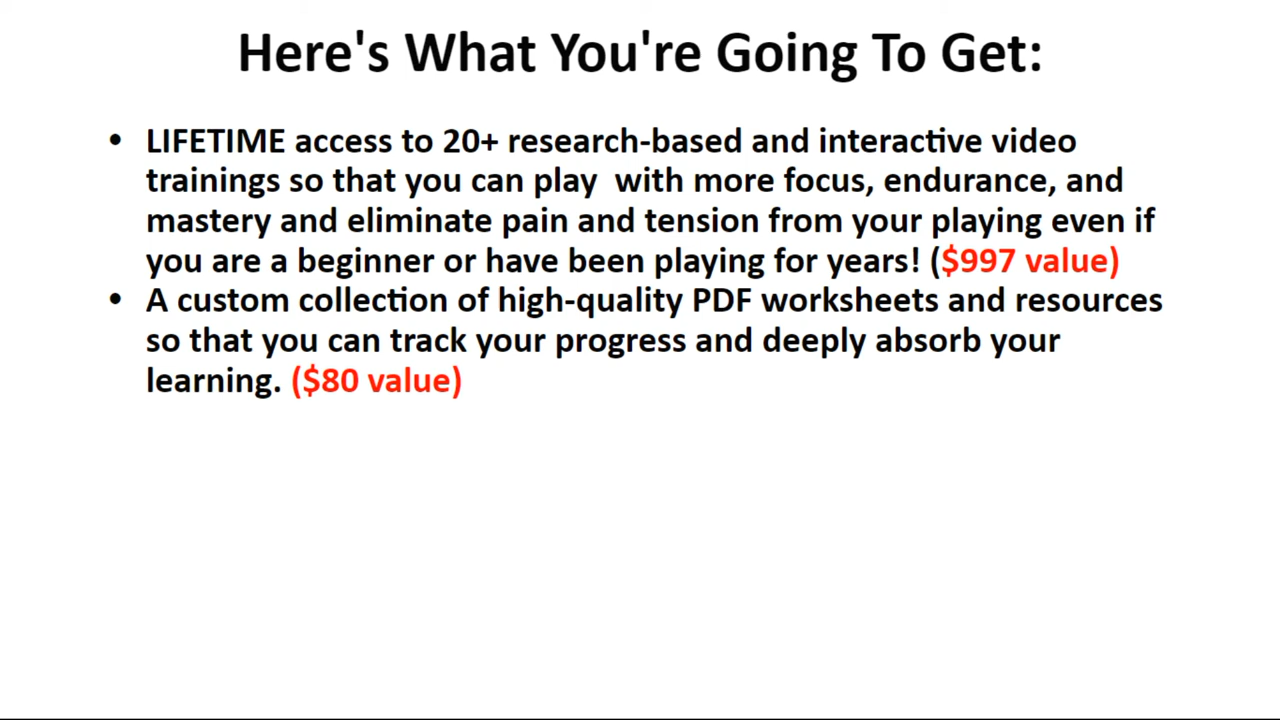 Here's What You're Going To Get:
• LIFETIME access to 20+ research-based and interactive video
trainings so that you can play  with more focus, endurance, and
mastery and eliminate pain and tension from your playing even if
you are a beginner or have been playing for years! ($997 value)
• A custom collection of high-quality PDF worksheets and resources
so that you can track your progress and deeply absorb your
learning. ($80 value)